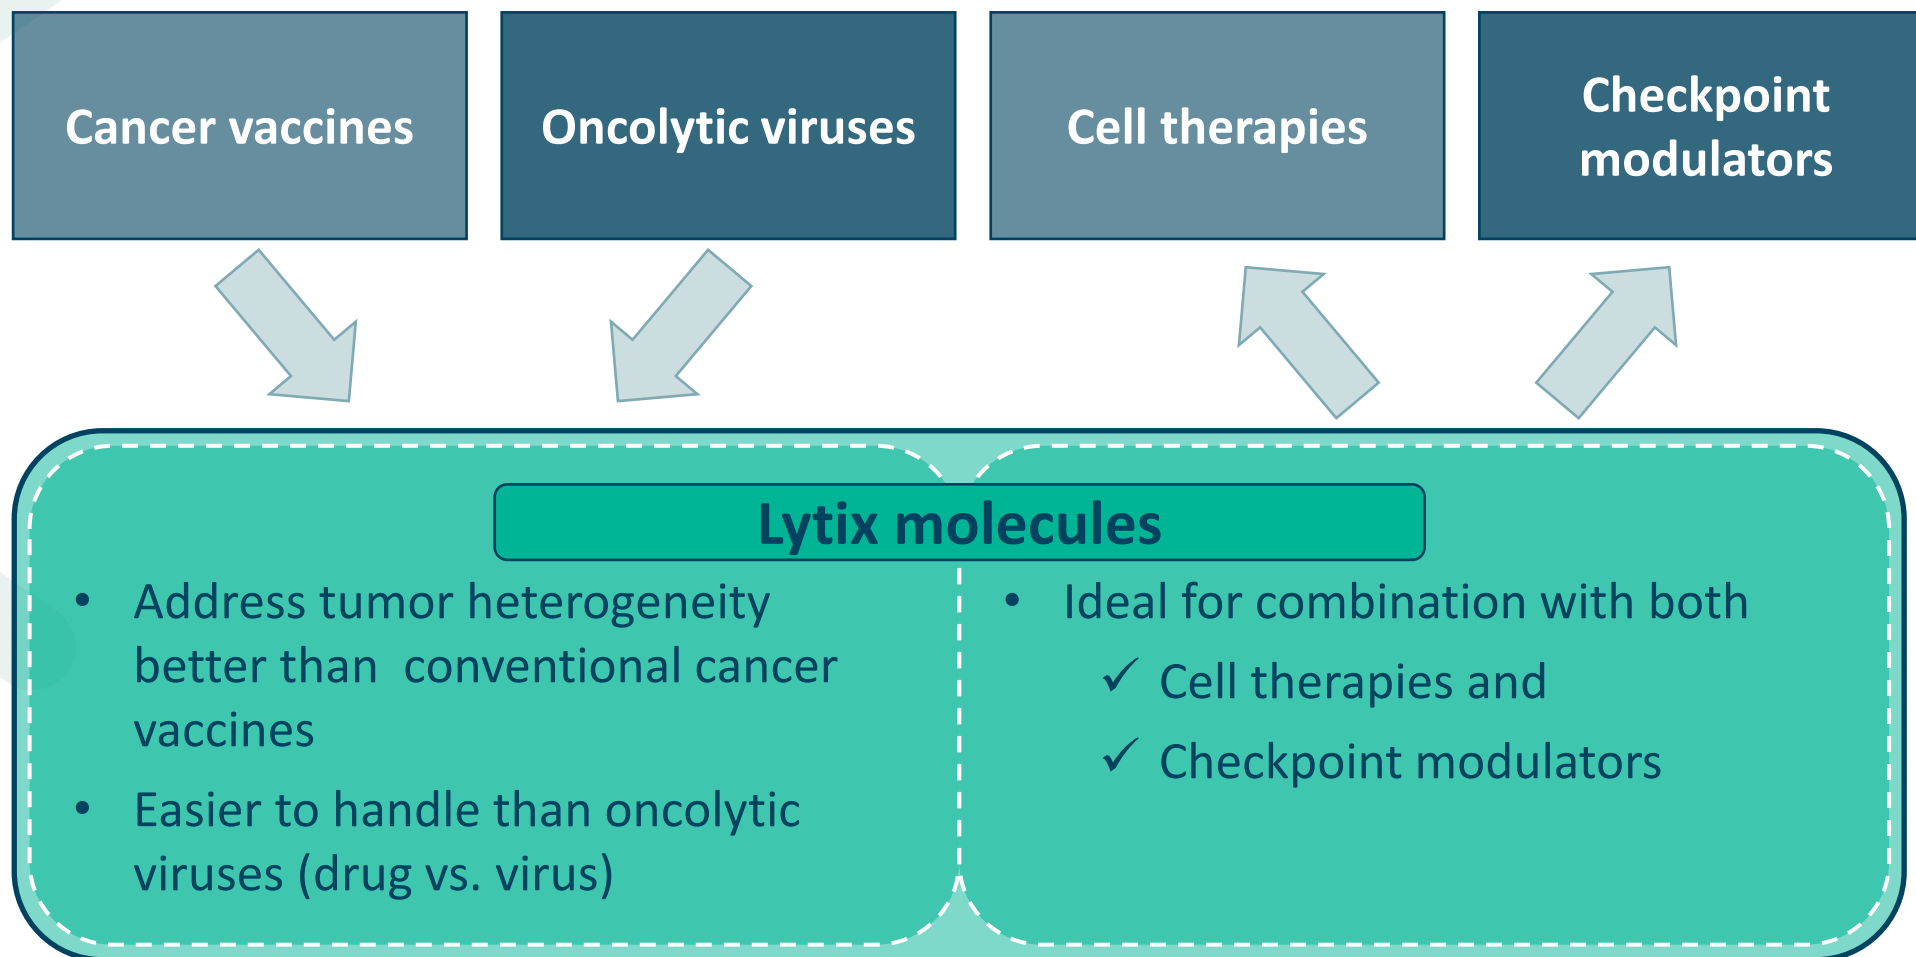 Cancer vaccines
Oncolytic viruses
Cell therapies
Checkpoint
modulators
Lytix molecules
• Address tumor heterogeneity
better than  conventional cancer
vaccines
• Easier to handle than oncolytic
viruses (drug vs. virus)
• Ideal for combination with both
✓ Cell therapies and
✓ Checkpoint modulators